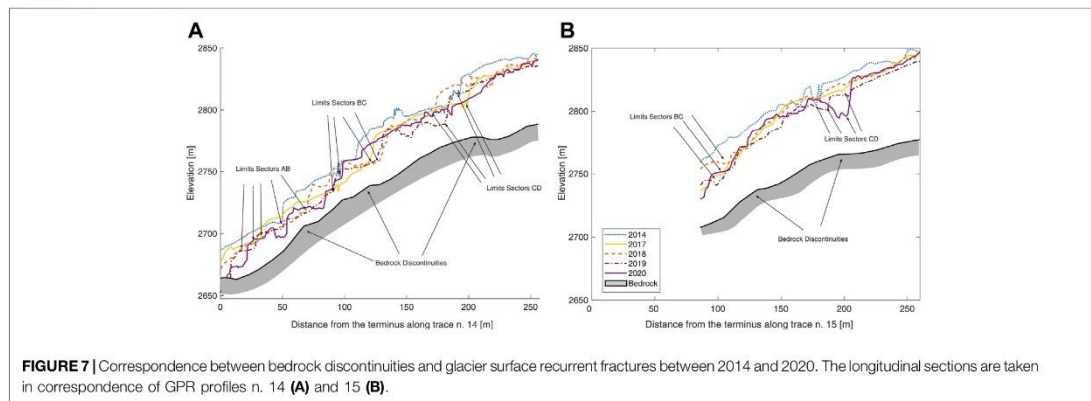 A
B
2850
2800
2750
2700
2650
Elevation [m]
Limits Sectors BC
Limits Sectors AB
Limits Sectors CD
Bedrock Discontinuities
0
50
100
150
200
250
Distance from the terminus along trace n. 14 [m]
2850
2800
2750
2700
2650
Elevation [m]
Limits Sectors BC
Limits Sectors CD
Bedrock Discontinuities
2014
2017
2018
2019
2020
Bedrock
0
50
100
150
200
250
Distance from the terminus along trace n. 15 [m]
FIGURE 7 | Correspondence between bedrock discontinuities and glacier surface recurrent fractures between 2014 and 2020. The longitudinal sections are taken
in correspondence of GPR profiles n. 14 (A) and 15 (B).